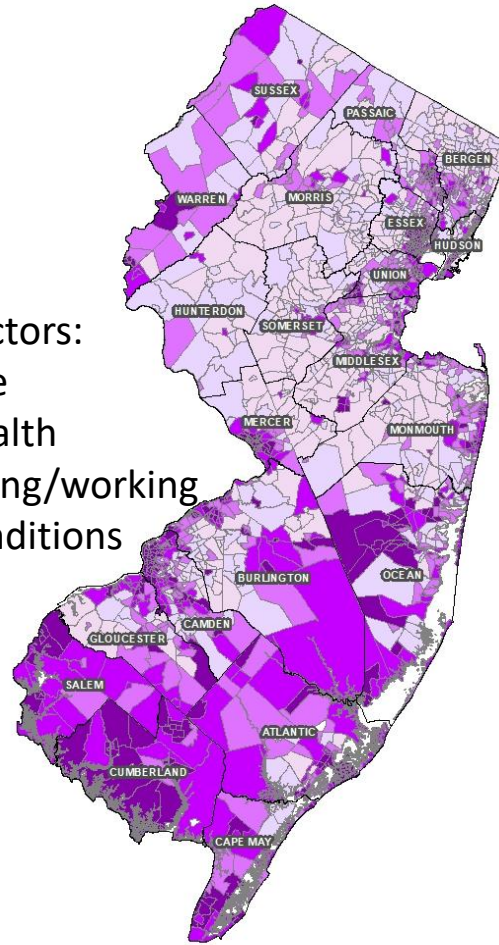 SUSSEX
PASSAIC
BERGEN
WARREN
MORRIS
ESSEX
HUDSON
UNION
HUNTERDON
SOMERSET
MIDDLESEX
MERCER
MONMOUTH
OCEAN
BURLINGTON
CAMDEN
GLOUCESTER
SALEM
ATLANTIC
CUMBERLAND
CAPE MAY
ctors:
e
alth
ing/working
nditions